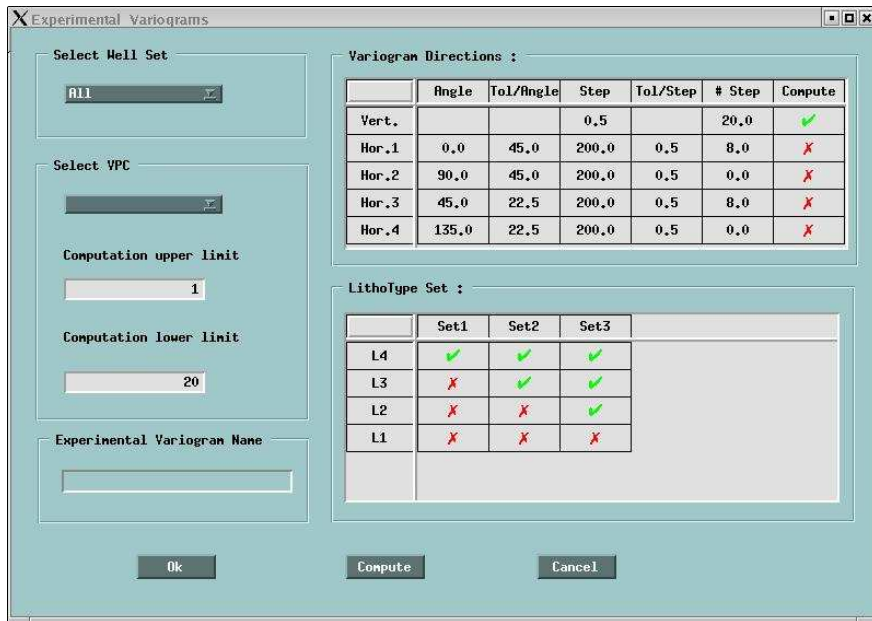 Experimental Variograms
Select Well Set
All
Select VPC
Computation upper limit
1
Computation lower limit
20
Experimental Variogram Name
Variogram Directions :
Angle Tol/Angle Step Tol/Step # Step Compute
Vert. 0.5 20.0 ✓
Hor.1 0.0 45.0 200.0 0.5 8.0 ✗
Hor.2 90.0 45.0 200.0 0.5 0.0 ✗
Hor.3 45.0 22.5 200.0 0.5 8.0 ✗
Hor.4 135.0 22.5 200.0 0.5 0.0 ✗
LithoType Set :
Set1 Set2 Set3
L4 ✓ ✓ ✓
L3 ✗ ✓ ✓
L2 ✗ ✗ ✓
L1 ✗ ✗ ✗
Ok Compute Cancel